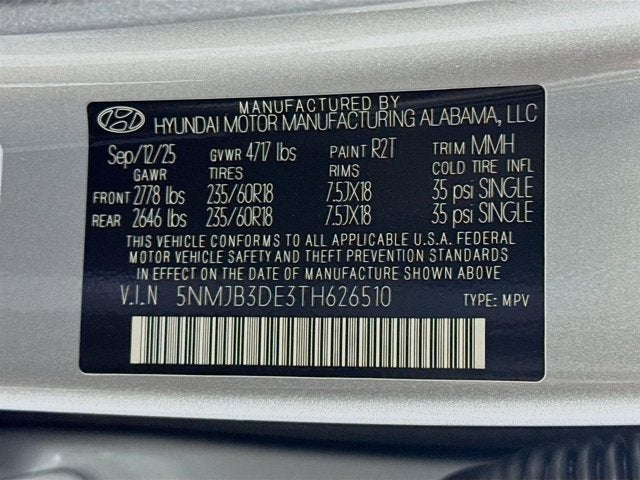 MANUFACTURED BY
HYUNDAI MOTOR MANUFACTURING ALABAMA, LLC
Sep/12/25 GVWR 4717 lbs PAINT R2T TRIM MMH
GAWR TIRES RIMS COLD TIRE INFL
FRONT 2778 lbs 235/60R18 7.5JX18 35 psi SINGLE
REAR 2646 lbs 235/60R18 7.5JX18 35 psi SINGLE
THIS VEHICLE CONFORMS TO ALL APPLICABLE U.S.A. FEDERAL
MOTOR VEHICLE SAFETY AND THEFT PREVENTION STANDARDS
IN EFFECT ON THE DATE OF MANUFACTURE SHOWN ABOVE
V.I.N 5NMJB3DE3TH626510 TYPE: MPV